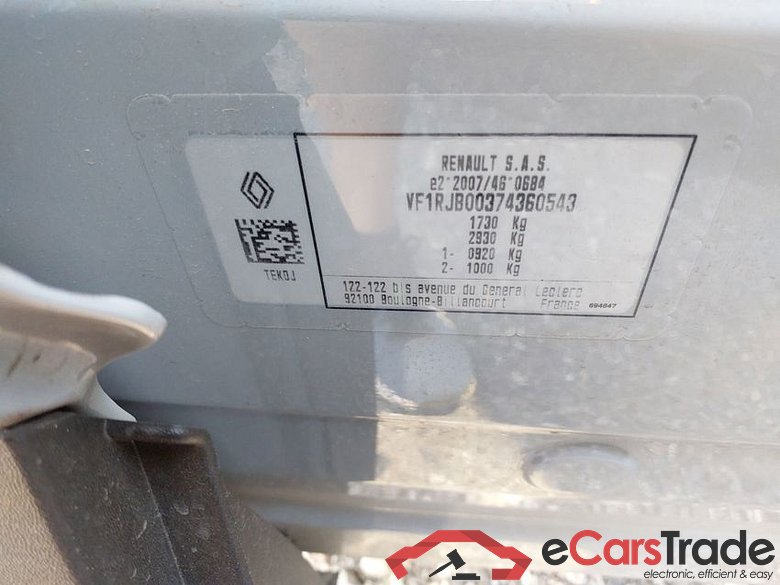 RENAULT S.A.S.
e2*2007/46*0684
VF1RJB00374360543
1730 Kg
2930 Kg
1- 0920 Kg
2- 1000 Kg
TEKOJ
122-122 bis avenue du General Leclerc
92100 Boulogne-Billancourt France 694647
eCarsTrade
electronic, efficient & easy